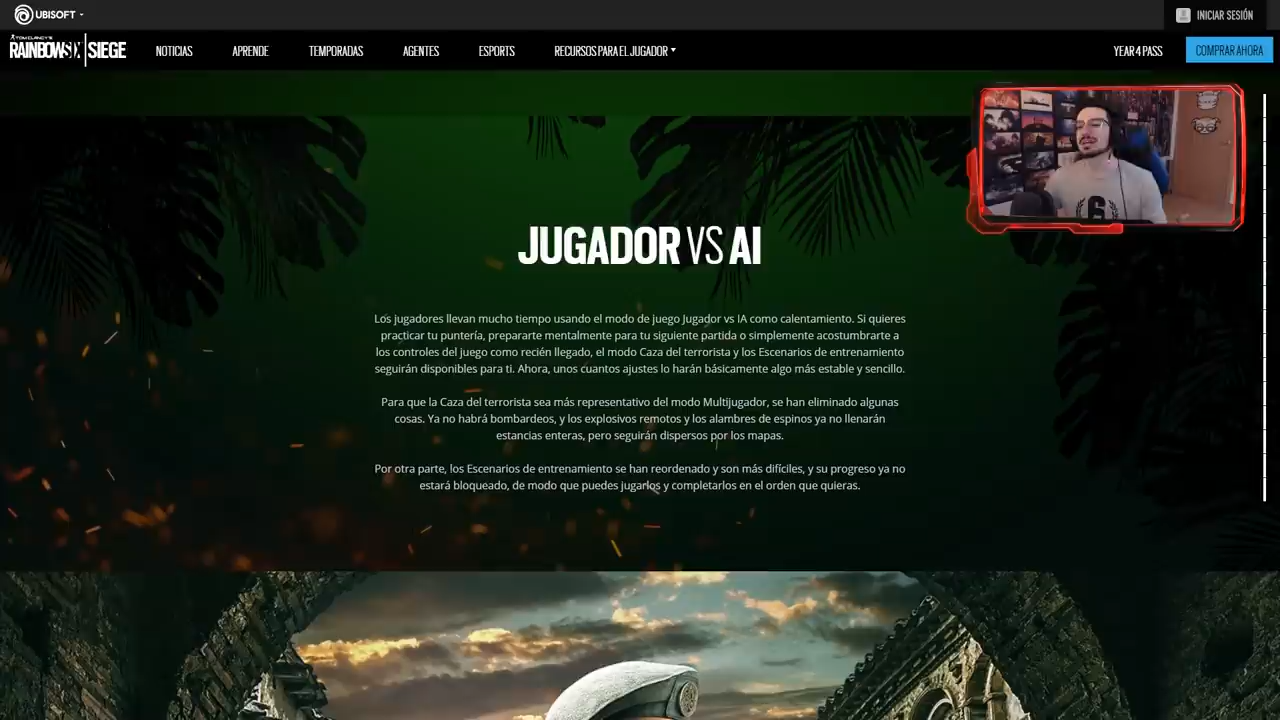 UBISOFT
INICIAR SESIÓN
TOM CLANCY'S
RAINBOWSIX | SIEGE
NOTICIAS
APRENDE
TEMPORADAS
AGENTES
ESPORTS
RECURSOS PARA EL JUGADOR
YEAR 4 PASS
COMPRAR AHORA
6
JUGADOR VS AI
Los jugadores llevan mucho tiempo usando el modo de juego Jugador vs IA como calentamiento. Si quieres
practicar tu puntería, prepararte mentalmente para tu siguiente partida o simplemente acostumbrarte a
los controles del juego como recién llegado, el modo Caza del terrorista y los Escenarios de entrenamiento
seguirán disponibles para ti. Ahora, unos cuantos ajustes lo harán básicamente algo más estable y sencillo.
Para que la Caza del terrorista sea más representativo del modo Multijugador, se han eliminado algunas
cosas. Ya no habrá bombardeos, y los explosivos remotos y los alambres de espinos ya no llenarán
estancias enteras, pero seguirán dispersos por los mapas.
Por otra parte, los Escenarios de entrenamiento se han reordenado y son más difíciles, y su progreso ya no
estará bloqueado, de modo que puedes jugarlos y completarlos en el orden que quieras.